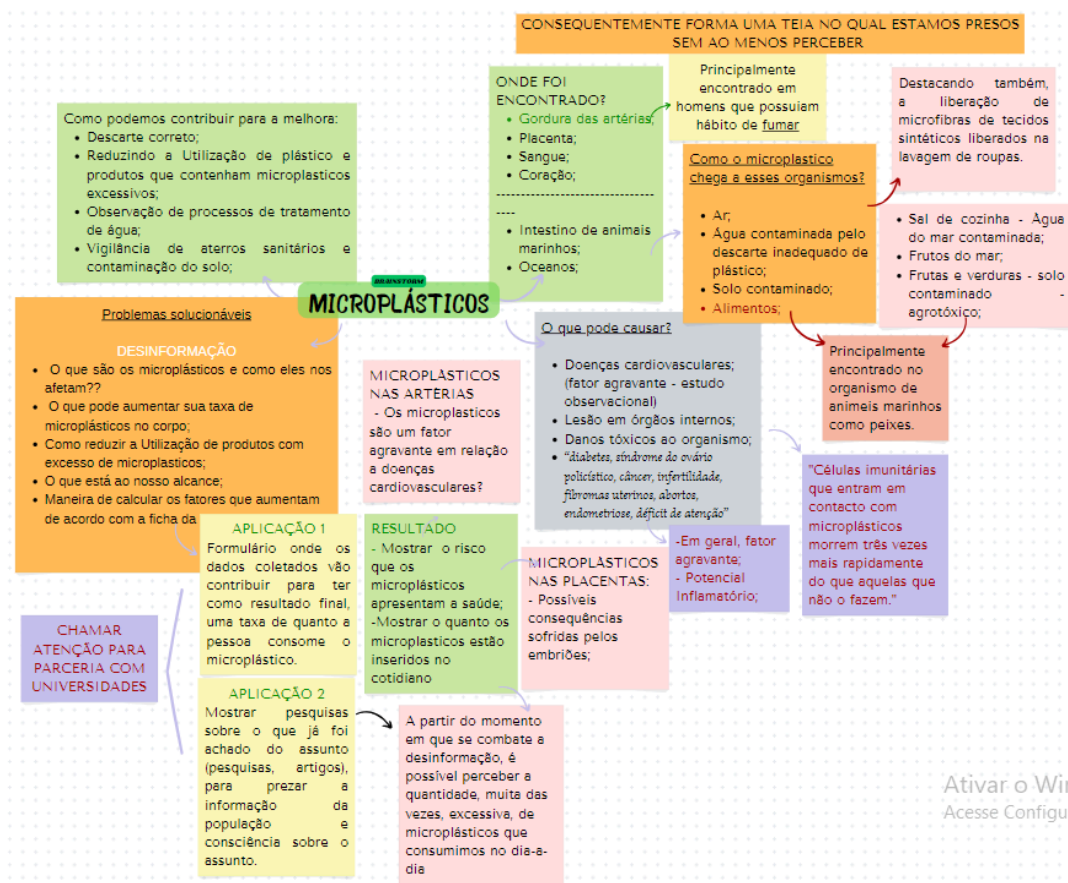 CONSEQUENTEMENTE FORMA UMA TEIA NO QUAL ESTAMOS PRESOS
SEM AO MENOS PERCEBER
Como podemos contribuir para a melhora:
• Descarte correto;
• Reduzindo a Utilização de plástico e
produtos que contenham microplasticos
excessivos;
• Observação de processos de tratamento
de água;
• Vigilância de aterros sanitários e
contaminação do solo;
ONDE FOI
ENCONTRADO?
• Gordura das artérias;
• Placenta;
• Sangue;
• Coração;
----------------------------------
----
• Intestino de animais
marinhos;
• Oceanos;
Principalmente
encontrado em
homens que possuiam
hábito de fumar
Como o microplastico
chega a esses organismos?
• Ar;
• Água contaminada pelo
descarte inadequado de
plástico;
• Solo contaminado;
• Alimentos;
Destacando também,
a liberação de
microfibras de tecidos
sintéticos liberados na
lavagem de roupas.
• Sal de cozinha - Água
do mar contaminada;
• Frutos do mar;
• Frutas e verduras - solo
contaminado -
agrotóxico;
Principalmente
encontrado no
organismo de
animeis marinhos
como peixes.
BRAINSTORM
MICROPLÁSTICOS
Problemas solucionáveis
DESINFORMAÇÃO
• O que são os microplásticos e como eles nos
afetam??
• O que pode aumentar sua taxa de
microplásticos no corpo;
• Como reduzir a Utilização de produtos com
excesso de microplasticos;
• O que está ao nosso alcance;
• Maneira de calcular os fatores que aumentam
de acordo com a ficha da
MICROPLÁSTICOS
NAS ARTÉRIAS
- Os microplasticos
são um fator
agravante em relação
a doenças
cardiovasculares?
O que pode causar?
• Doenças cardiovasculares;
(fator agravante - estudo
observacional)
• Lesão em órgãos internos;
• Danos tóxicos ao organismo;
• “diabetes, síndrome do ovário
policístico, câncer, infertilidade,
fibromas uterinos, abortos,
endometriose, déficit de atenção”
"Células imunitárias
que entram em
contacto com
microplásticos
morrem três vezes
mais rapidamente
do que aquelas que
não o fazem."
-Em geral, fator
agravante;
- Potencial
Inflamatório;
APLICAÇÃO 1
Formulário onde os
dados coletados vão
contribuir para ter
como resultado final,
uma taxa de quanto a
pessoa consome o
microplástico.
RESULTADO
- Mostrar o risco
que os
microplásticos
apresentam a saúde;
-Mostrar o quanto os
microplasticos estão
inseridos no
cotidiano
MICROPLÁSTICOS
NAS PLACENTAS:
- Possíveis
consequências
sofridas pelos
embriões;
CHAMAR
ATENÇÃO PARA
PARCERIA COM
UNIVERSIDADES
APLICAÇÃO 2
Mostrar pesquisas
sobre o que já foi
achado do assunto
(pesquisas, artigos),
para prezar a
informação da
população e
consciência sobre o
assunto.
A partir do momento
em que se combate a
desinformação, é
possível perceber a
quantidade, muita das
vezes, excessiva, de
microplásticos que
consumimos no dia-a-
dia
Ativar o Win
Acesse Configu